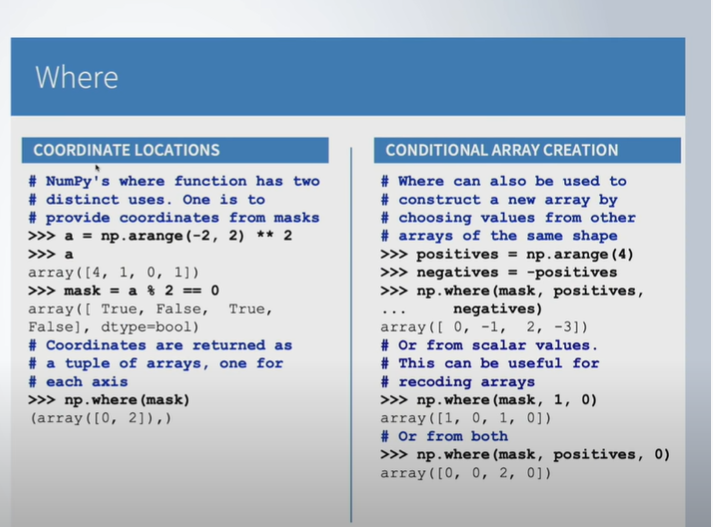 Where
COORDINATE LOCATIONS
# NumPy's where function has two
# distinct uses. One is to
# provide coordinates from masks
>>> a = np.arange(-2, 2) ** 2
>>> a
array([4, 1, 0, 1])
>>> mask = a % 2 == 0
array([ True, False,  True,
False], dtype=bool)
# Coordinates are returned as
# a tuple of arrays, one for
# each axis
>>> np.where(mask)
(array([0, 2]),)
CONDITIONAL ARRAY CREATION
# Where can also be used to
# construct a new array by
# choosing values from other
# arrays of the same shape
>>> positives = np.arange(4)
>>> negatives = -positives
>>> np.where(mask, positives,
...     negatives)
array([ 0, -1,  2, -3])
# Or from scalar values.
# This can be useful for
# recoding arrays
>>> np.where(mask, 1, 0)
array([1, 0, 1, 0])
# Or from both
>>> np.where(mask, positives, 0)
array([0, 0, 2, 0])